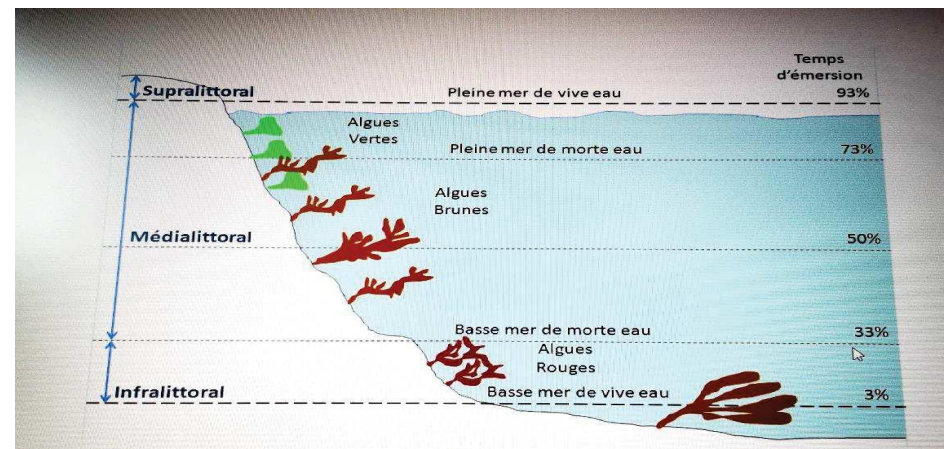 Temps
d'émersion
Supralittoral
Pleine mer de vive eau
93%
Algues
Vertes
Pleine mer de morte eau
73%
Algues
Brunes
Médialittoral
50%
Basse mer de morte eau
33%
Algues
Rouges
Infralittoral
Basse mer de vive eau
3%